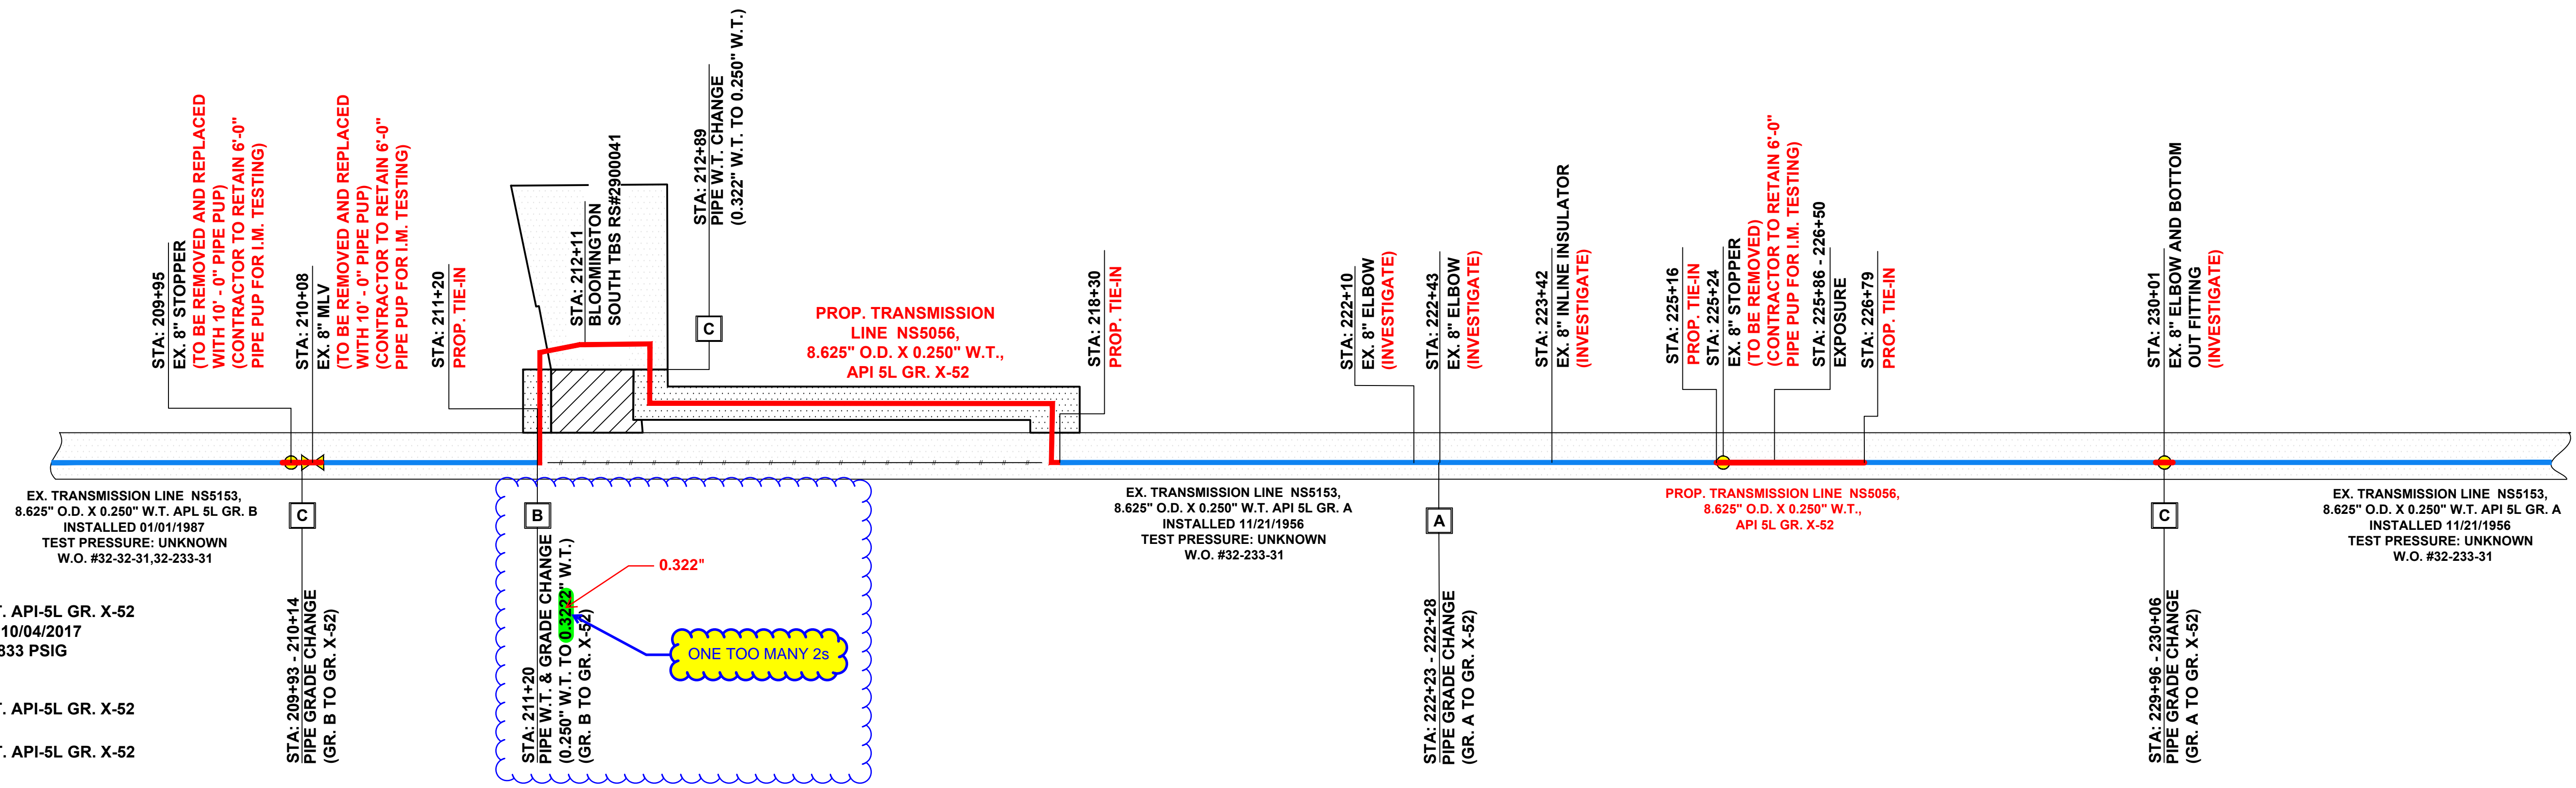 STA: 209+95
EX. 8" STOPPER
(TO BE REMOVED AND REPLACED
WITH 10' - 0" PIPE PUP)
(CONTRACTOR TO RETAIN 6'-0"
PIPE PUP FOR I.M. TESTING)
STA: 210+08
EX. 8" MLV
(TO BE REMOVED AND REPLACED
WITH 10' - 0" PIPE PUP)
(CONTRACTOR TO RETAIN 6'-0"
PIPE PUP FOR I.M. TESTING)
STA: 211+20
PROP. TIE-IN
STA: 212+11
BLOOMINGTON
SOUTH TBS RS#2900041
STA: 212+89
PIPE W.T. CHANGE
(0.322" W.T. TO 0.250" W.T.)
C
PROP. TRANSMISSION
LINE NS5056,
8.625" O.D. X 0.250" W.T.,
API 5L GR. X-52
STA: 218+30
PROP. TIE-IN
STA: 222+10
EX. 8" ELBOW
(INVESTIGATE)
STA: 222+43
EX. 8" ELBOW
(INVESTIGATE)
STA: 223+42
EX. 8" INLINE INSULATOR
(INVESTIGATE)
STA: 225+16
PROP. TIE-IN
STA: 225+24
EX. 8" STOPPER
(TO BE REMOVED)
(CONTRACTOR TO RETAIN 6'-0"
PIPE PUP FOR I.M. TESTING)
STA: 225+86 - 226+50
EXPOSURE
STA: 226+79
PROP. TIE-IN
STA: 230+01
EX. 8" ELBOW AND BOTTOM
OUT FITTING
(INVESTIGATE)
EX. TRANSMISSION LINE NS5153,
8.625" O.D. X 0.250" W.T. APL 5L GR. B
INSTALLED 01/01/1987
TEST PRESSURE: UNKNOWN
W.O. #32-32-31,32-233-31
C
STA: 209+93 - 210+14
PIPE GRADE CHANGE
(GR. B TO GR. X-52)
B
STA: 211+20
PIPE W.T. & GRADE CHANGE
(0.250" W.T. TO 0.3222" W.T.)
(GR. B TO GR. X-52)
0.322"
ONE TOO MANY 2s
EX. TRANSMISSION LINE NS5153,
8.625" O.D. X 0.250" W.T. API 5L GR. A
INSTALLED 11/21/1956
TEST PRESSURE: UNKNOWN
W.O. #32-233-31
A
STA: 222+23 - 222+28
PIPE GRADE CHANGE
(GR. A TO GR. X-52)
PROP. TRANSMISSION LINE NS5056,
8.625" O.D. X 0.250" W.T.,
API 5L GR. X-52
C
STA: 229+96 - 230+06
PIPE GRADE CHANGE
(GR. A TO GR. X-52)
EX. TRANSMISSION LINE NS5153,
8.625" O.D. X 0.250" W.T. API 5L GR. A
INSTALLED 11/21/1956
TEST PRESSURE: UNKNOWN
W.O. #32-233-31
T. API-5L GR. X-52
10/04/2017
833 PSIG
T. API-5L GR. X-52
T. API-5L GR. X-52